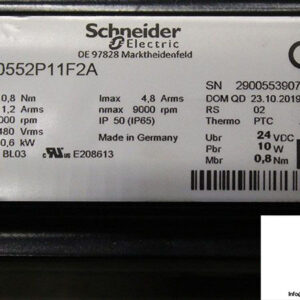 Schneider
Electric
DE 97828 Marktheidenfeld
0552P11F2A
SN 2900553907
0,8 Nm Imax 4,8 Arms DOM QD 23.10.2019
1,2 Arms nmax 9000 rpm RS 02
000 rpm IP 50 (IP65) Thermo PTC
480 Vrms Made in Germany Ubr 24 VDC
0,6 kW Pbr 10 W
BL03 E208613 Mbr 0,8 Nm